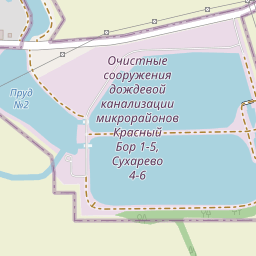 Очистные
сооружения
дождевой
канализации
микрорайонов
Красный
Бор 1-5,
Сухарево
4-6
Пруд
№2